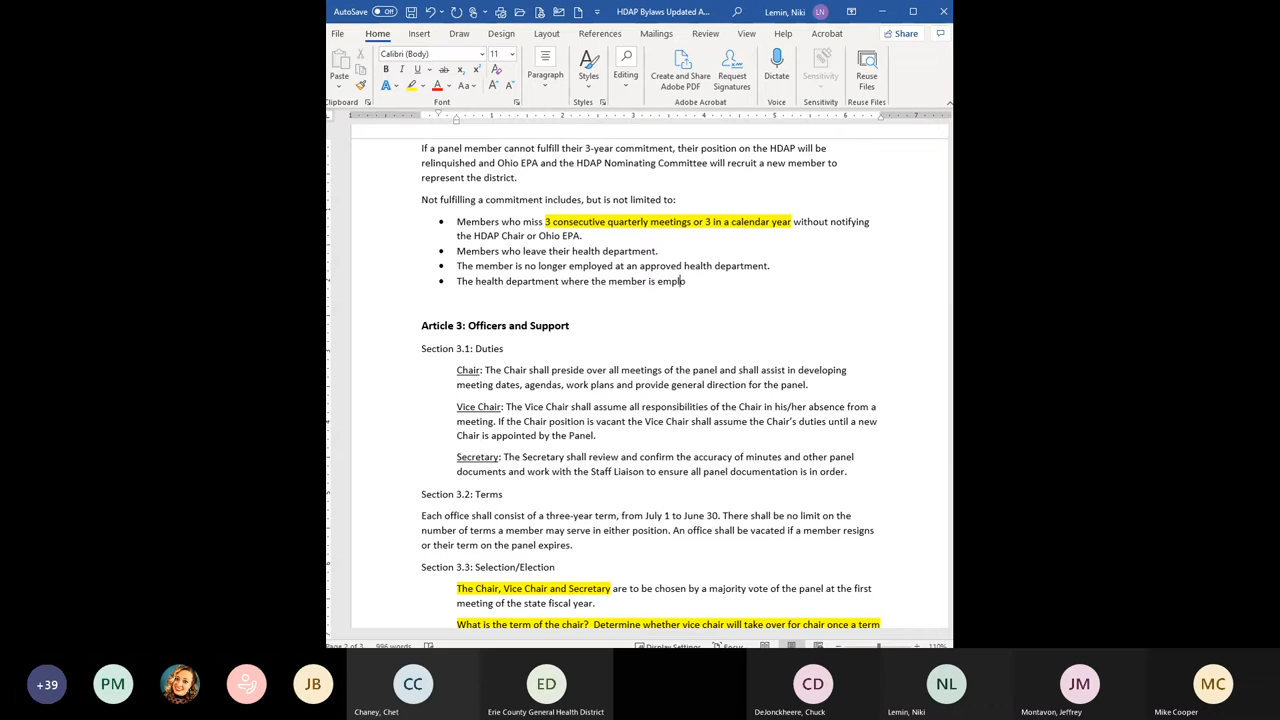 AutoSave Off HDAP Bylaws Updated A... Lemin, Niki LN
File Home Insert Draw Design Layout References Mailings Review View Help Acrobat Share
Calibri (Body) 11
Paste Paragraph Styles Editing Create and Share Adobe PDF Request Signatures Dictate Sensitivity Reuse Files
Clipboard Font Styles Adobe Acrobat Voice Sensitivity Reuse Files
1 1 2 3 4 5 6 7
If a panel member cannot fulfill their 3-year commitment, their position on the HDAP will be
relinquished and Ohio EPA and the HDAP Nominating Committee will recruit a new member to
represent the district.
Not fulfilling a commitment includes, but is not limited to:
• Members who miss 3 consecutive quarterly meetings or 3 in a calendar year without notifying
the HDAP Chair or Ohio EPA.
• Members who leave their health department.
• The member is no longer employed at an approved health department.
• The health department where the member is emplo
Article 3: Officers and Support
Section 3.1: Duties
Chair: The Chair shall preside over all meetings of the panel and shall assist in developing
meeting dates, agendas, work plans and provide general direction for the panel.
Vice Chair: The Vice Chair shall assume all responsibilities of the Chair in his/her absence from a
meeting. If the Chair position is vacant the Vice Chair shall assume the Chair's duties until a new
Chair is appointed by the Panel.
Secretary: The Secretary shall review and confirm the accuracy of minutes and other panel
documents and work with the Staff Liaison to ensure all panel documentation is in order.
Section 3.2: Terms
Each office shall consist of a three-year term, from July 1 to June 30. There shall be no limit on the
number of terms a member may serve in either position. An office shall be vacated if a member resigns
or their term on the panel expires.
Section 3.3: Selection/Election
The Chair, Vice Chair and Secretary are to be chosen by a majority vote of the panel at the first
meeting of the state fiscal year.
What is the term of the chair? Determine whether vice chair will take over for chair once a term
Page 2 of 3 996 words Display Settings Focus 110%
+39 PM JB CC ED CD NL JM MC
Chaney, Chet Erie County General Health District DeJonckheere, Chuck Lemin, Niki Montavon, Jeffrey Mike Cooper